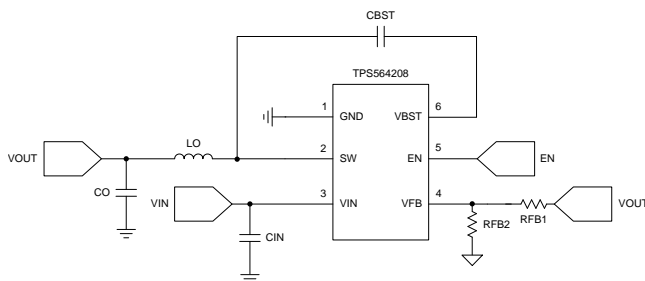 CBST
TPS564208
1 GND VBST 6
LO
VOUT
2 SW EN 5 EN
CO
VIN
3 VIN VFB 4
VOUT
RFB2 RFB1
CIN